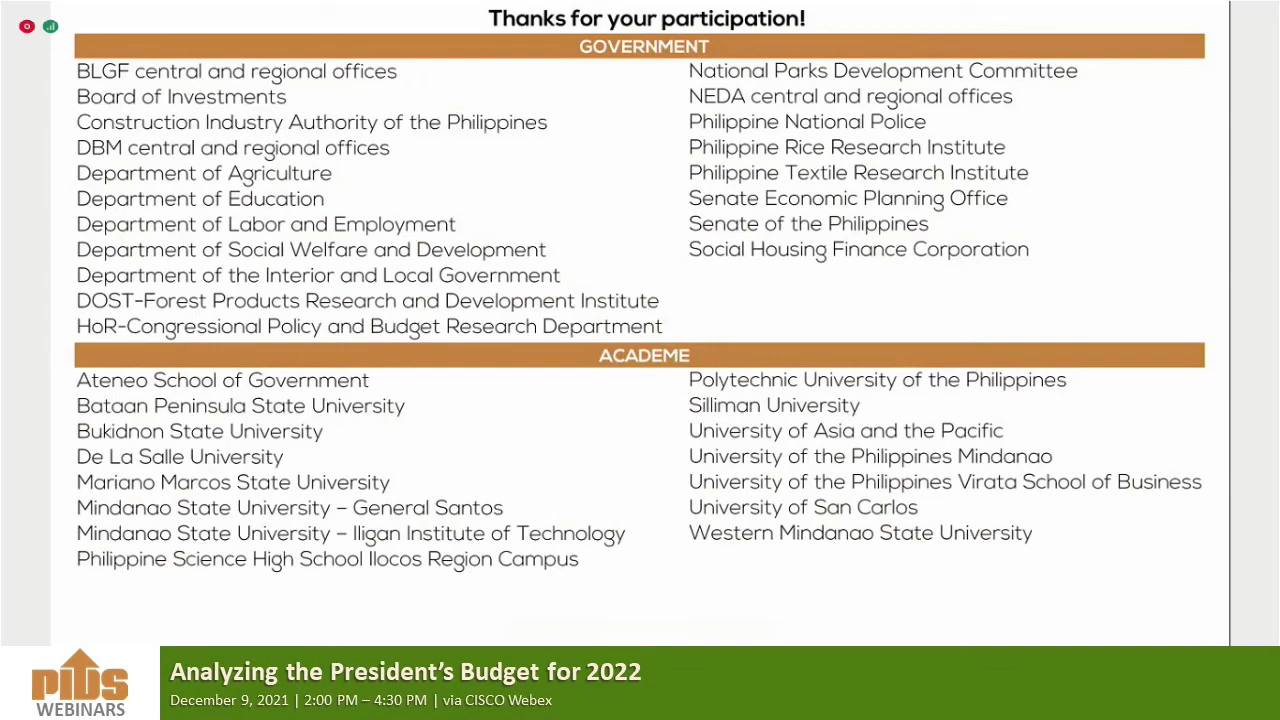 Thanks for your participation!
GOVERNMENT
BLGF central and regional offices
Board of Investments
Construction Industry Authority of the Philippines
DBM central and regional offices
Department of Agriculture
Department of Education
Department of Labor and Employment
Department of Social Welfare and Development
Department of the Interior and Local Government
DOST-Forest Products Research and Development Institute
HoR-Congressional Policy and Budget Research Department
National Parks Development Committee
NEDA central and regional offices
Philippine National Police
Philippine Rice Research Institute
Philippine Textile Research Institute
Senate Economic Planning Office
Senate of the Philippines
Social Housing Finance Corporation
ACADEME
Ateneo School of Government
Bataan Peninsula State University
Bukidnon State University
De La Salle University
Mariano Marcos State University
Mindanao State University – General Santos
Mindanao State University – Iligan Institute of Technology
Philippine Science High School Ilocos Region Campus
Polytechnic University of the Philippines
Silliman University
University of Asia and the Pacific
University of the Philippines Mindanao
University of the Philippines Virata School of Business
University of San Carlos
Western Mindanao State University
pids
WEBINARS
Analyzing the President's Budget for 2022
December 9, 2021 | 2:00 PM – 4:30 PM | via CISCO Webex